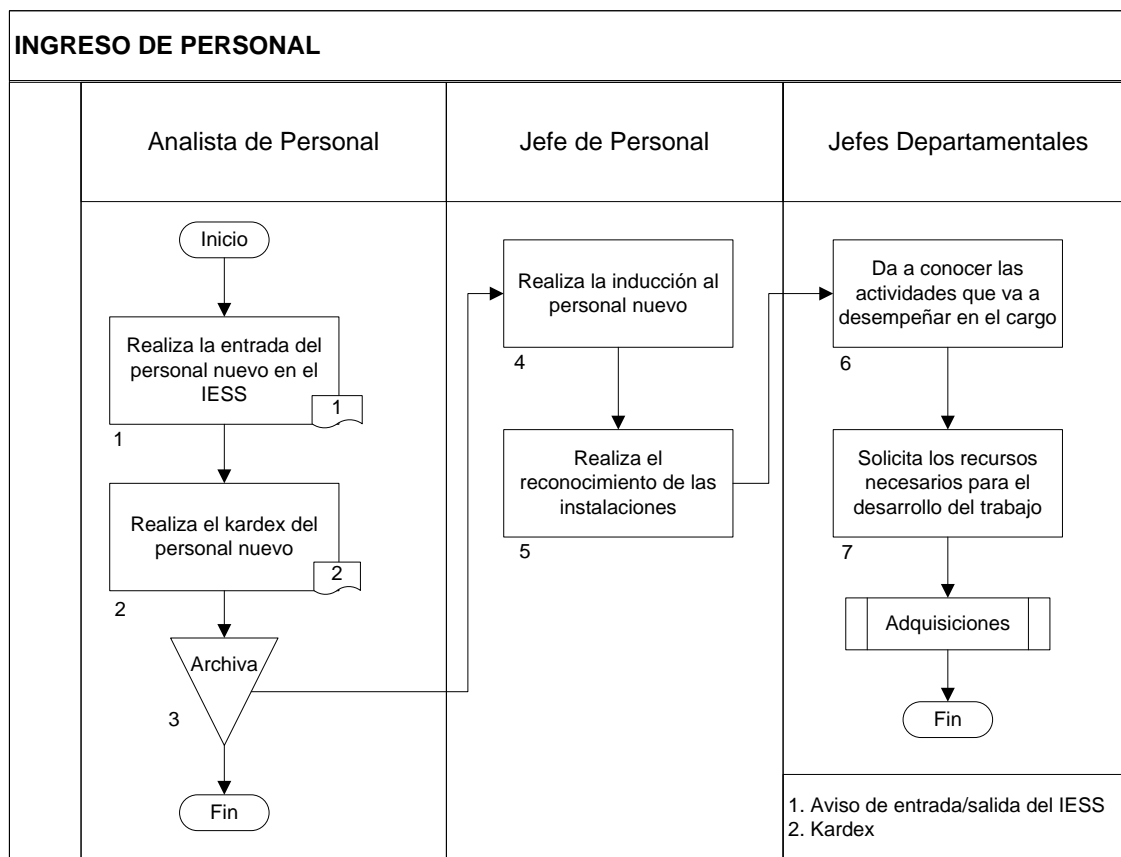 INGRESO DE PERSONAL
Analista de Personal
Jefe de Personal
Jefes Departamentales
Inicio
Realiza la entrada del
personal nuevo en el
IESS
1
1
Realiza el kardex del
personal nuevo
2
2
Archiva
3
Fin
Realiza la inducción al
personal nuevo
4
Realiza el
reconocimiento de las
instalaciones
5
Da a conocer las
actividades que va a
desempeñar en el cargo
6
Solicita los recursos
necesarios para el
desarrollo del trabajo
7
Adquisiciones
Fin
1. Aviso de entrada/salida del IESS
2. Kardex